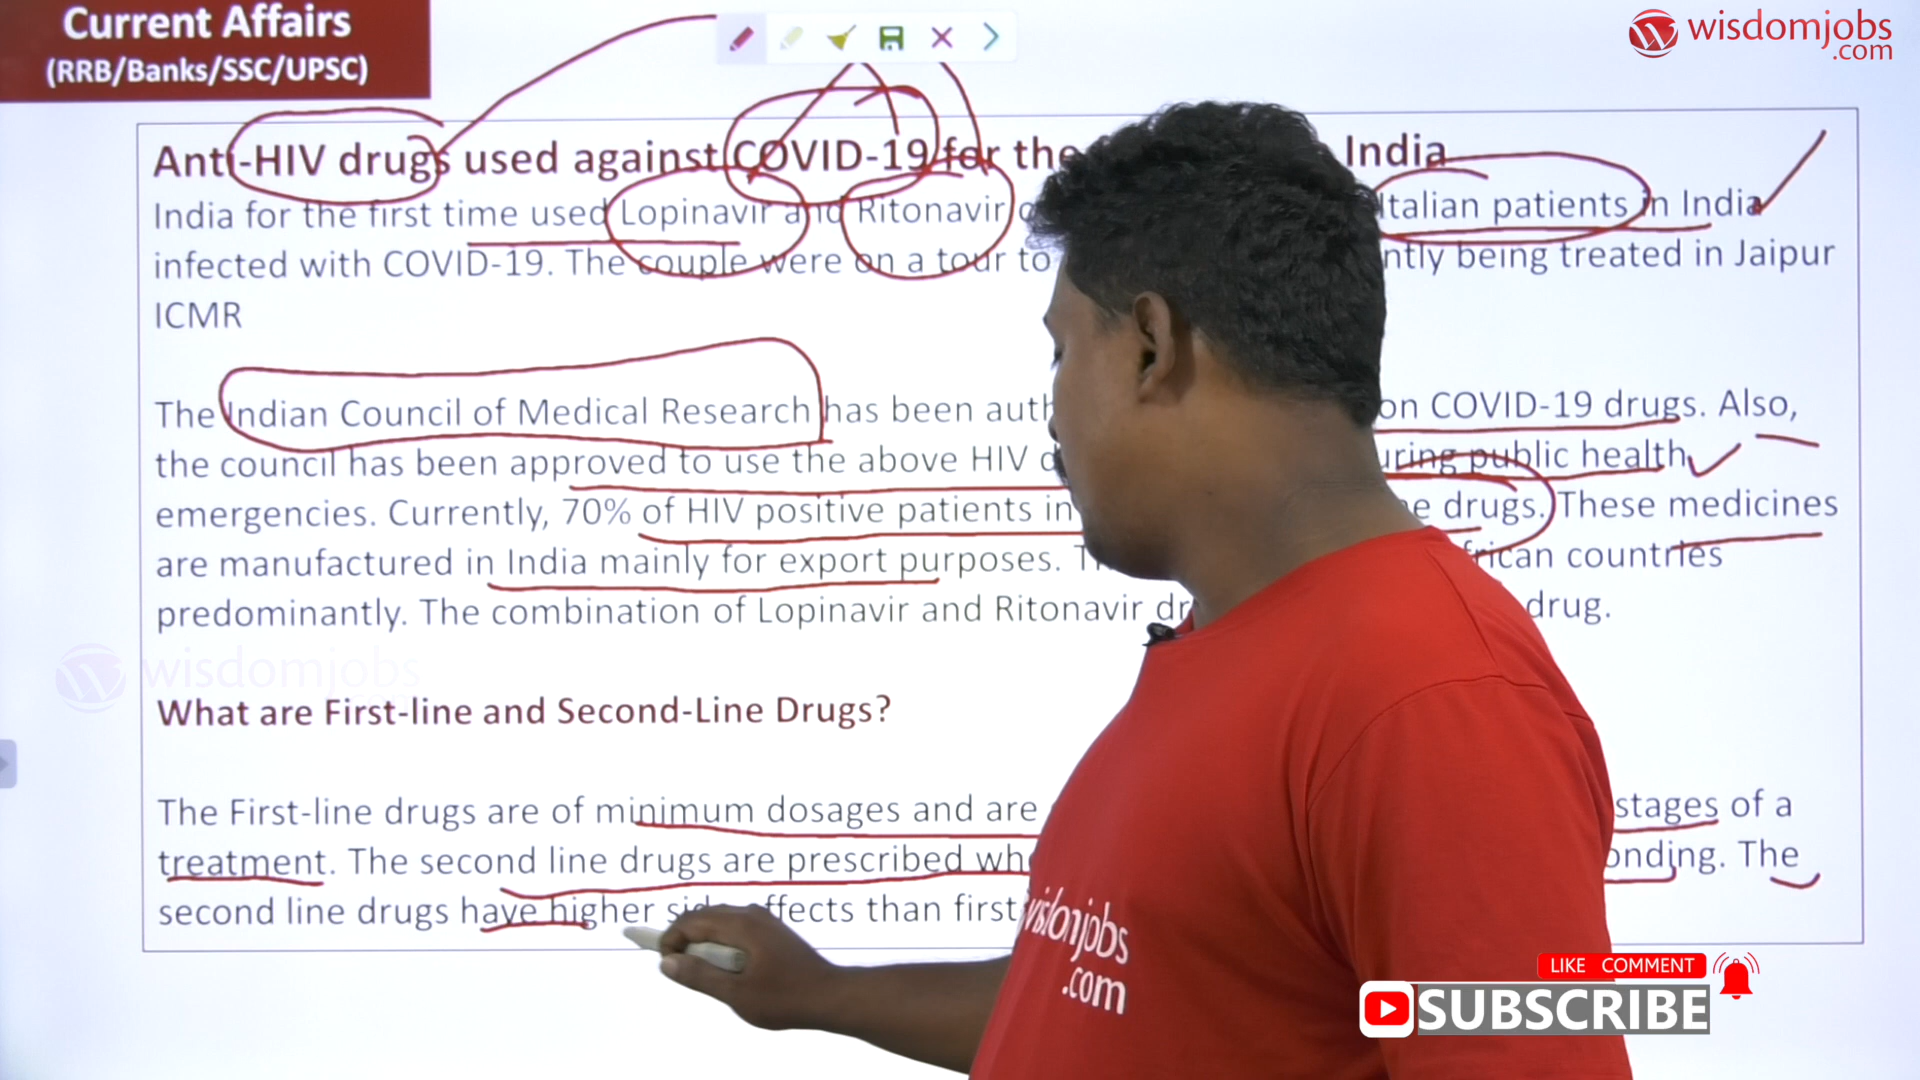 Current Affairs
(RRB/Banks/SSC/UPSC)
wisdomjobs
.com
Anti-HIV drugs used against COVID-19 for the India
India for the first time used Lopinavir and Ritonavir Italian patients in India
infected with COVID-19. The couple were on a tour to being treated in Jaipur
ICMR
The Indian Council of Medical Research has been on COVID-19 drugs. Also,
the council has been approved to use the above HIV public health
emergencies. Currently, 70% of HIV positive patients in drugs. These medicines
are manufactured in India mainly for export purposes. countries
predominantly. The combination of Lopinavir and Ritonavir drug.
wisdomjobs
What are First-line and Second-Line Drugs?
The First-line drugs are of minimum dosages and are stages of a
treatment. The second line drugs are prescribed The
second line drugs have higher side effects than first
wisdomjobs
.com
LIKE COMMENT
SUBSCRIBE